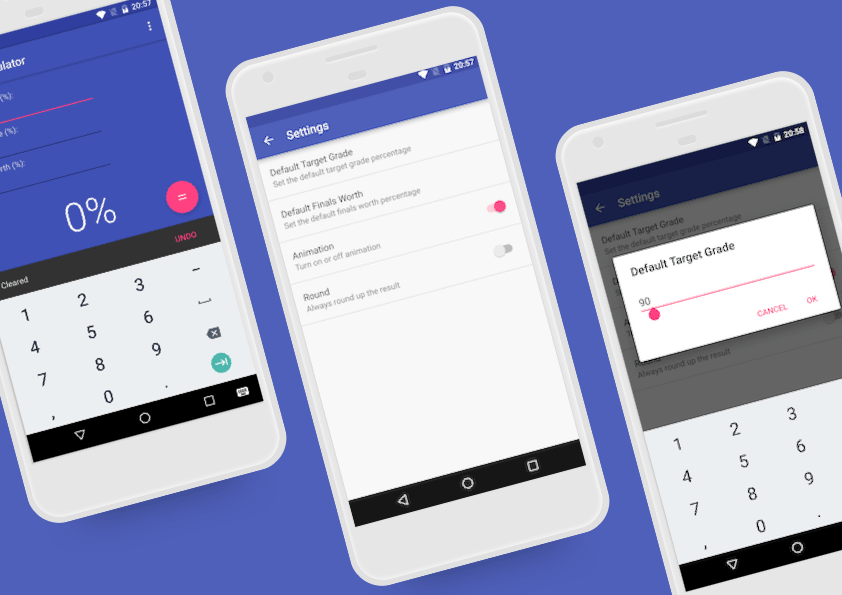 20:57
(%):
(%):
(%):
0%
=
Cleared
UNDO
1 2 3 –
4 5 6
7 8 9
, 0 .
20:57
Settings
Default Target Grade
Set the default target grade percentage
Default Finals Worth
Set the default finals worth percentage
Animation
Turn on or off animation
Round
Always round up the result
20:58
Settings
Default Target Grade
Set the default target grade percentage
Default Target Grade
90
CANCEL
OK
Always round up the result
1 2 3
4 5 6
7 8 9
, 0 .